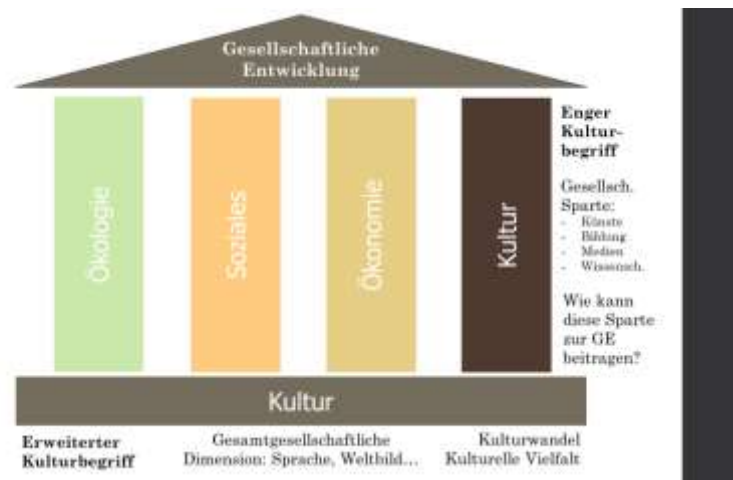 Gesellschaftliche
Entwicklung
Ökologie
Soziales
Ökonomie
Kultur
Enger
Kultur-
begriff
Gesellsch.
Sparte:
- Künste
- Bildung
- Medien
- Wissensch.
Wie kann
diese Sparte
zur GE
beitragen?
Kultur
Erweiterter
Kulturbegriff
Gesamtgesellschaftliche
Dimension: Sprache, Weltbild...
Kulturwandel
Kulturelle Vielfalt